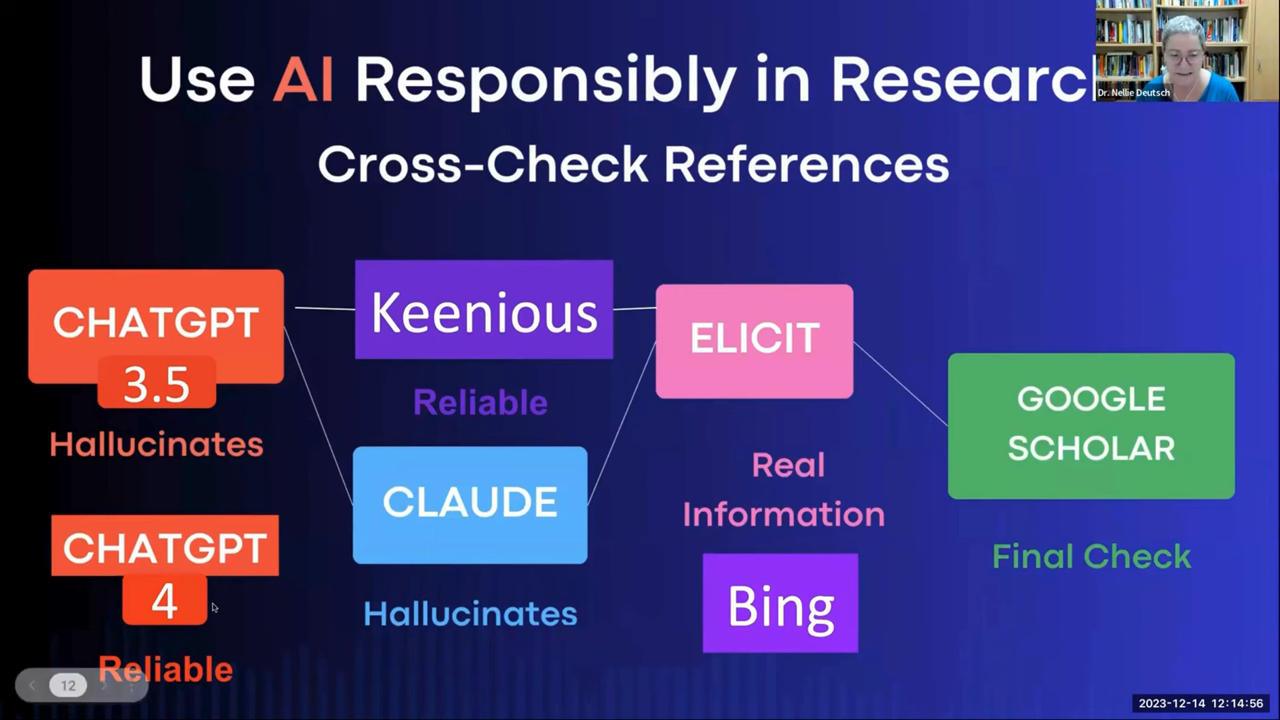 Use AI Responsibly in Researc
Dr. Nellie Deutsch
Cross-Check References
CHATGPT
3.5
Hallucinates
Keenious
Reliable
ELICIT
Real
Information
GOOGLE
SCHOLAR
Final Check
CLAUDE
Hallucinates
CHATGPT
4
Reliable
Bing
12
2023-12-14 12:14:56